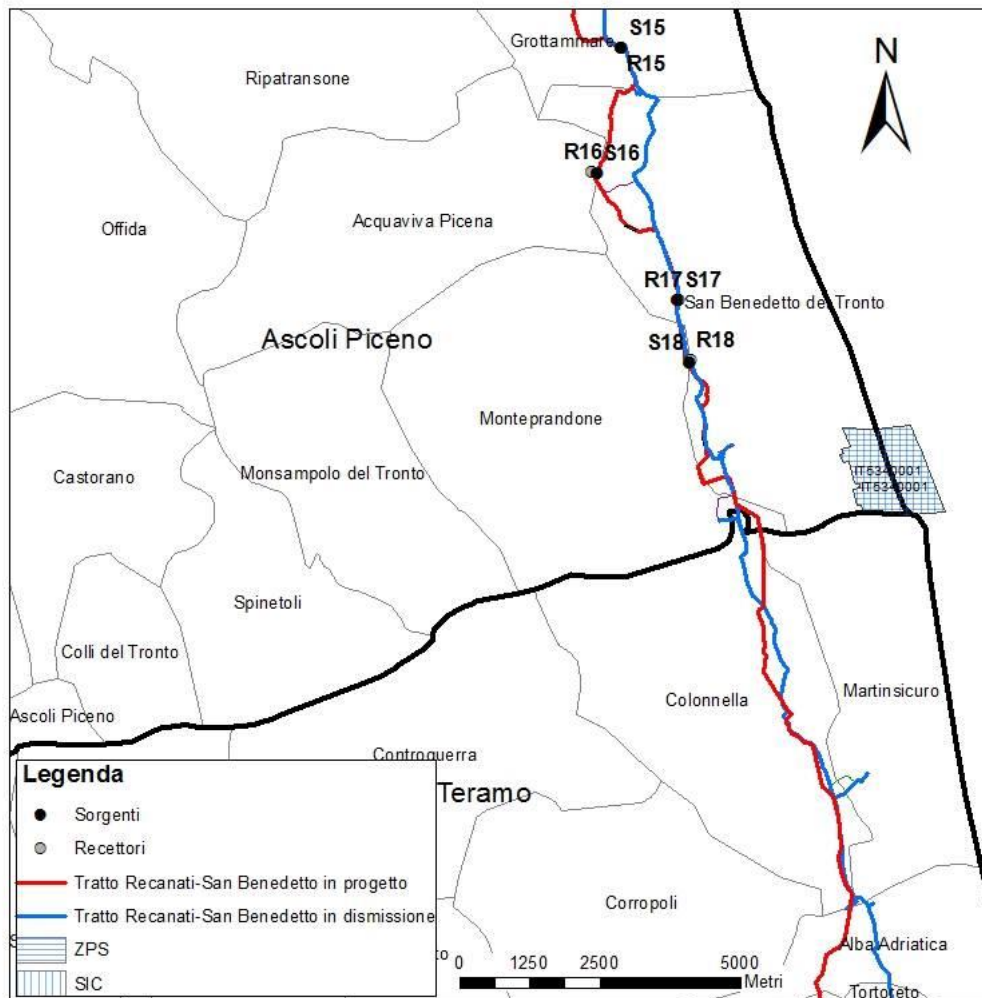 S15
Grottammare
R15
N
Ripatransone
R16 S16
Offida
Acquaviva Picena
R17 S17
San Benedetto del Tronto
Ascoli Piceno
S18 R18
Monteprandone
Castorano
Monsampolo del Tronto
IT5340001
IT5340001
Spinetoli
Colli del Tronto
Colonnella
Martinsicuro
Ascoli Piceno
Controguerra
Legenda
Teramo
Sorgenti
Recettori
Tratto Recanati-San Benedetto in progetto
Corropoli
Tratto Recanati-San Benedetto in dismissione
ZPS
Alba Adriatica
SIC
0 1250 2500 5000
Metri
Tortoceto